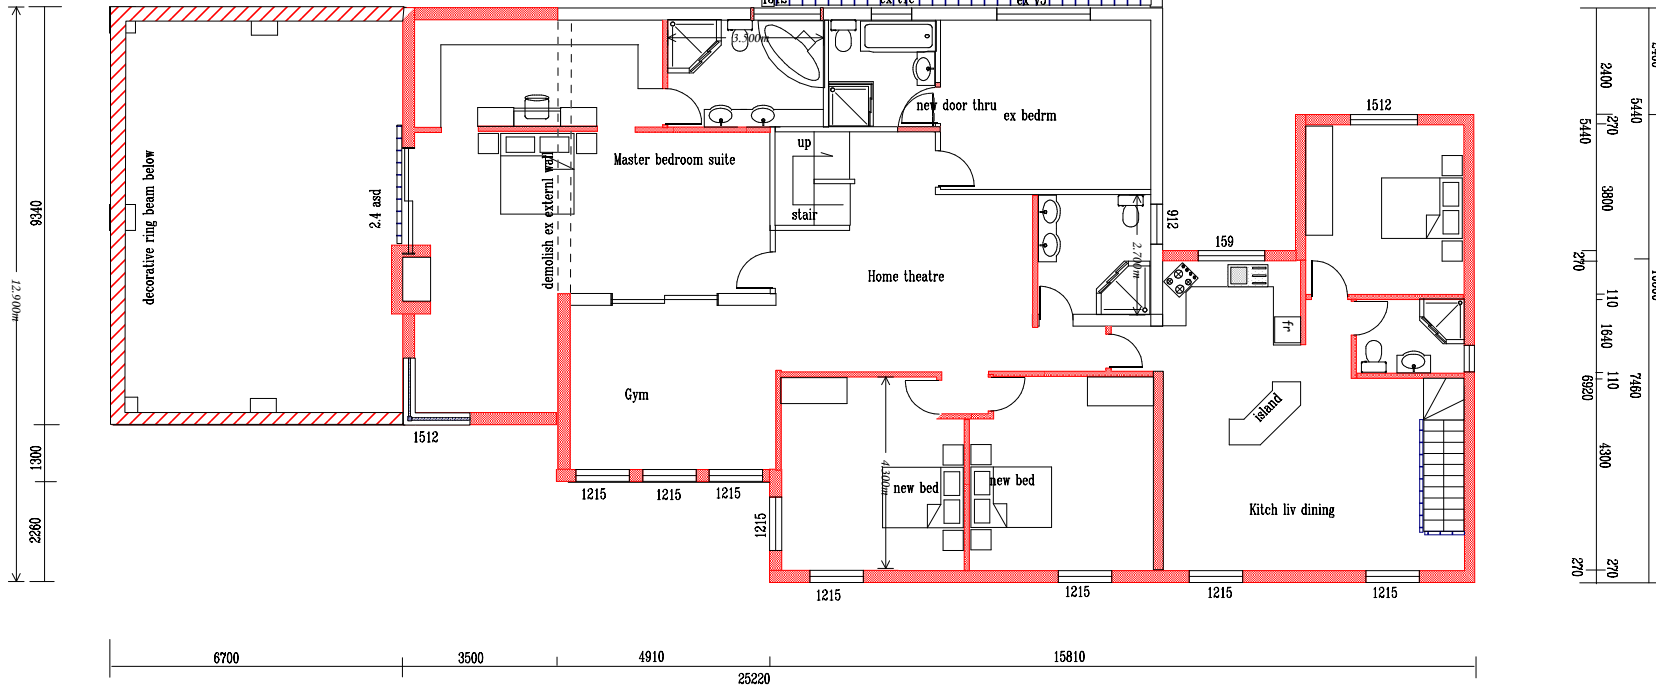 3.500m
new door thru
ex bedrm
1512
up
Master bedroom suite
decorative ring beam below
demolish ex externl wall
2.4 asd
stair
912
159
2.700m
Home theatre
fr
9340
12.900m
Gym
island
1512
1300
4.300m
new bed
new bed
1215
1215
1215
Kitch liv dining
1215
2260
1215
1215
1215
1215
2400
5440
270
5440
3800
270
110
1640
110
6920
7460
4300
270
270
6700
3500
4910
15810
25220